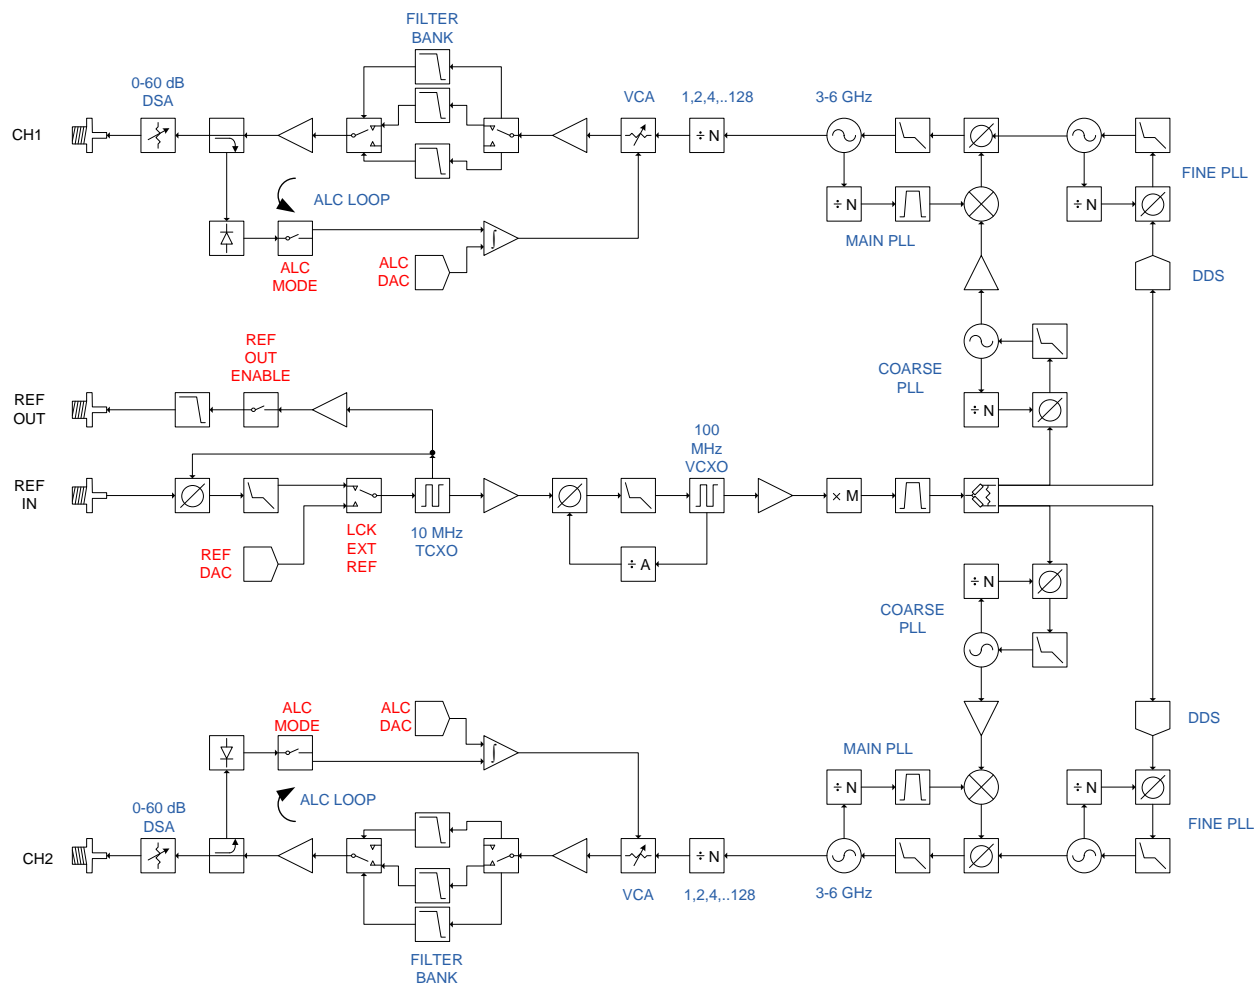 FILTER
BANK
0-60 dB
DSA
VCA
1,2,4,..128
3-6 GHz
CH1
÷ N
FINE PLL
ALC LOOP
÷ N
÷ N
MAIN PLL
ALC
MODE
ALC
DAC
DDS
REF
OUT
ENABLE
COARSE
PLL
REF
OUT
÷ N
100
MHz
VCXO
REF
IN
× M
LCK
EXT
REF
10 MHz
TCXO
REF
DAC
÷ A
÷ N
COARSE
PLL
ALC
MODE
ALC
DAC
DDS
MAIN PLL
÷ N
÷ N
ALC LOOP
0-60 dB
DSA
FINE PLL
CH2
÷ N
VCA
1,2,4,..128
3-6 GHz
FILTER
BANK